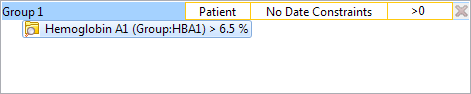 Group 1 Patient No Date Constraints >0
Hemoglobin A1 (Group:HBA1) > 6.5 %